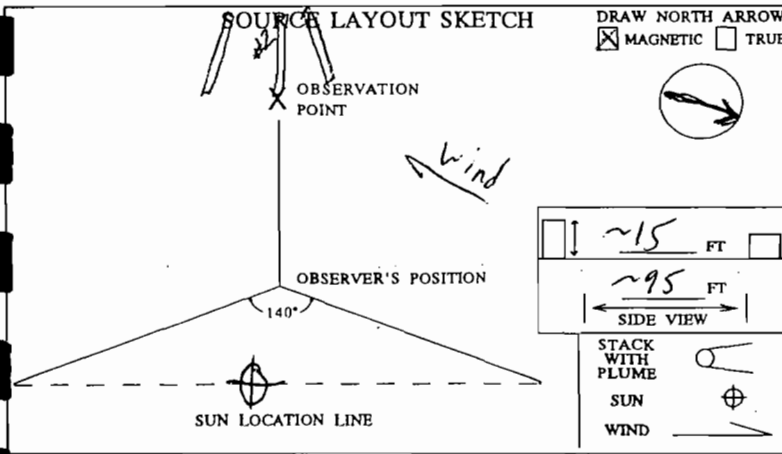 SOURCE LAYOUT SKETCH
DRAW NORTH ARROW
☒ MAGNETIC ☐ TRUE
#2
X OBSERVATION
POINT
Wind
~15 FT
OBSERVER'S POSITION
140°
~95 FT
SIDE VIEW
STACK
WITH
PLUME
SUN
WIND
SUN LOCATION LINE